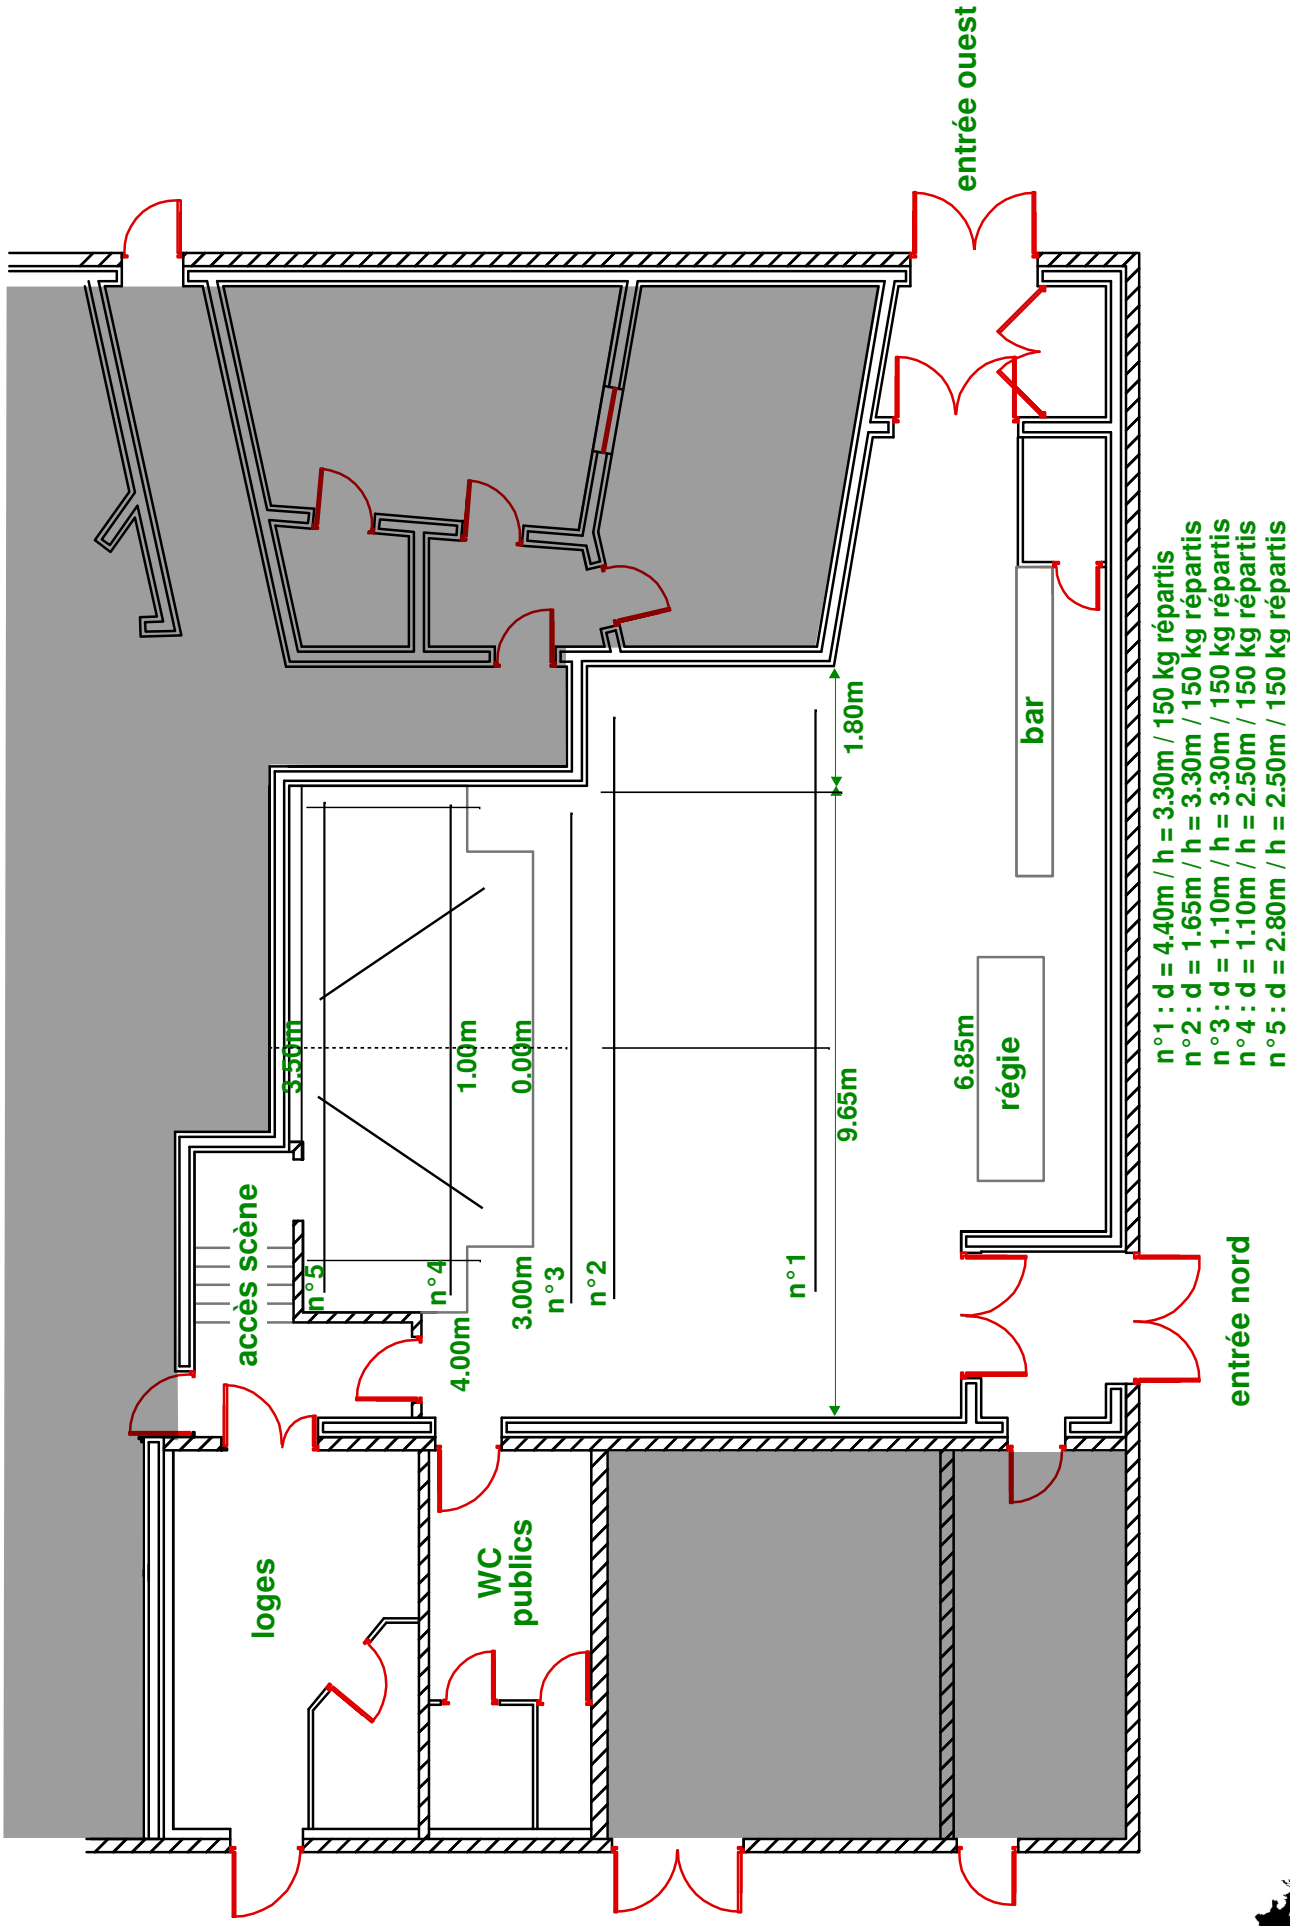 entrée ouest
3.50m
1.00m
0.00m
accès scène
n°5
n°4
4.00m
3.00m
n°3
n°2
n°1
1.80m
9.65m
bar
6.85m
régie
loges
WC
publics
entrée nord
n°1 : d = 4.40m / h = 3.30m / 150 kg répartis
n°2 : d = 1.65m / h = 3.30m / 150 kg répartis
n°3 : d = 1.10m / h = 3.30m / 150 kg répartis
n°4 : d = 1.10m / h = 2.50m / 150 kg répartis
n°5 : d = 2.80m / h = 2.50m / 150 kg répartis